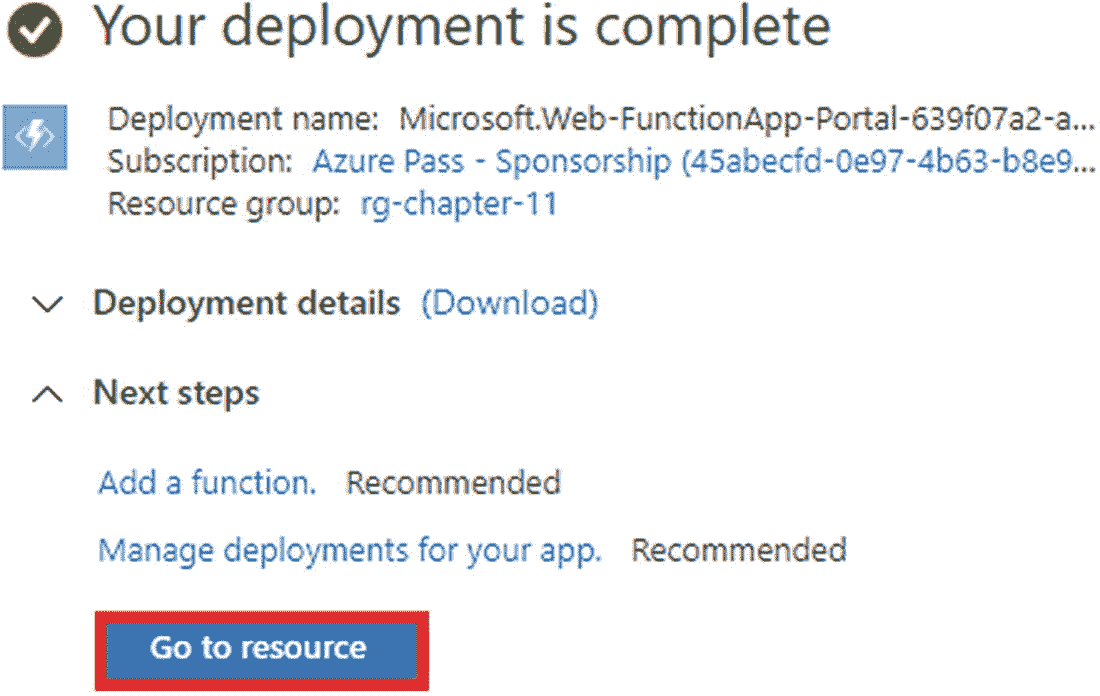 Your deployment is complete
Deployment name: Microsoft.Web-FunctionApp-Portal-639f07a2-a...
Subscription: Azure Pass - Sponsorship (45abecfd-0e97-4b63-b8e9...
Resource group: rg-chapter-11
Deployment details (Download)
Next steps
Add a function. Recommended
Manage deployments for your app. Recommended
Go to resource